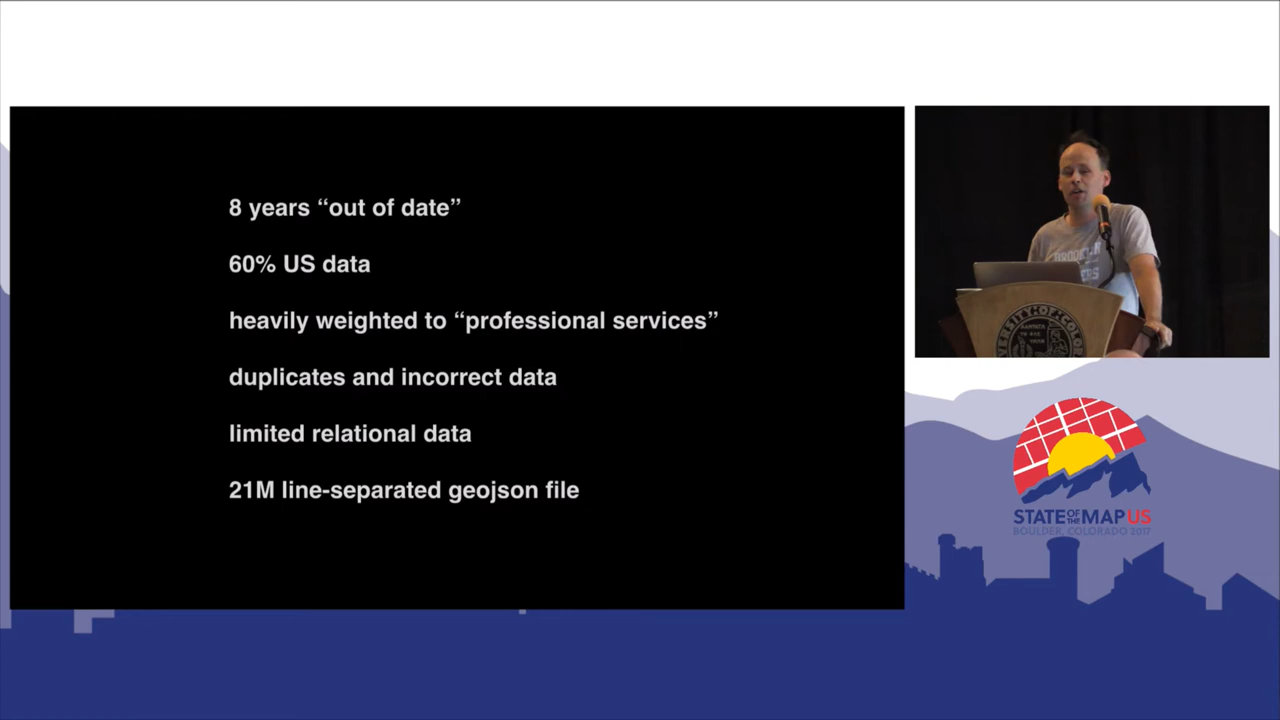 8 years “out of date”
60% US data
heavily weighted to “professional services”
duplicates and incorrect data
limited relational data
21M line-separated geojson file
BROOKLYN
STATE OF THE MAP US
BOULDER, COLORADO 2017